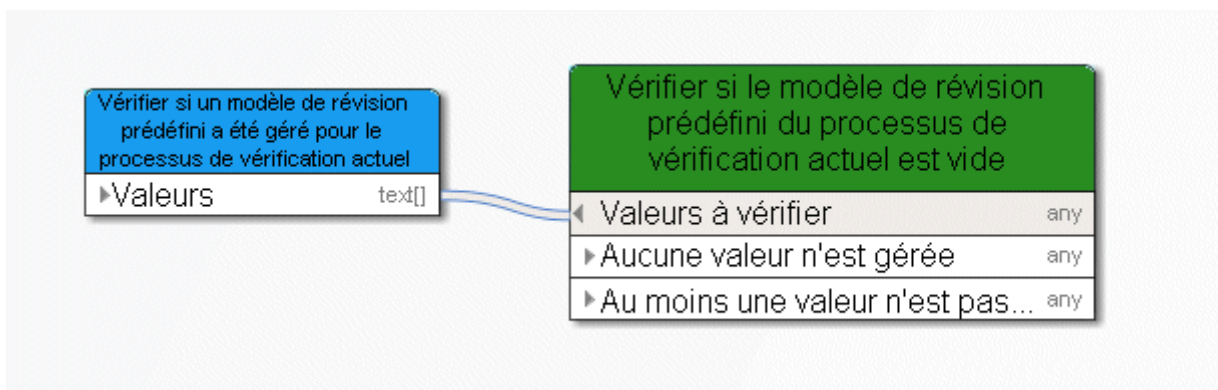 Vérifier si un modèle de révision
prédéfini a été géré pour le
processus de vérification actuel
Valeurs text[]
Vérifier si le modèle de révision
prédéfini du processus de
vérification actuel est vide
Valeurs à vérifier any
Aucune valeur n'est gérée any
Au moins une valeur n'est pas... any